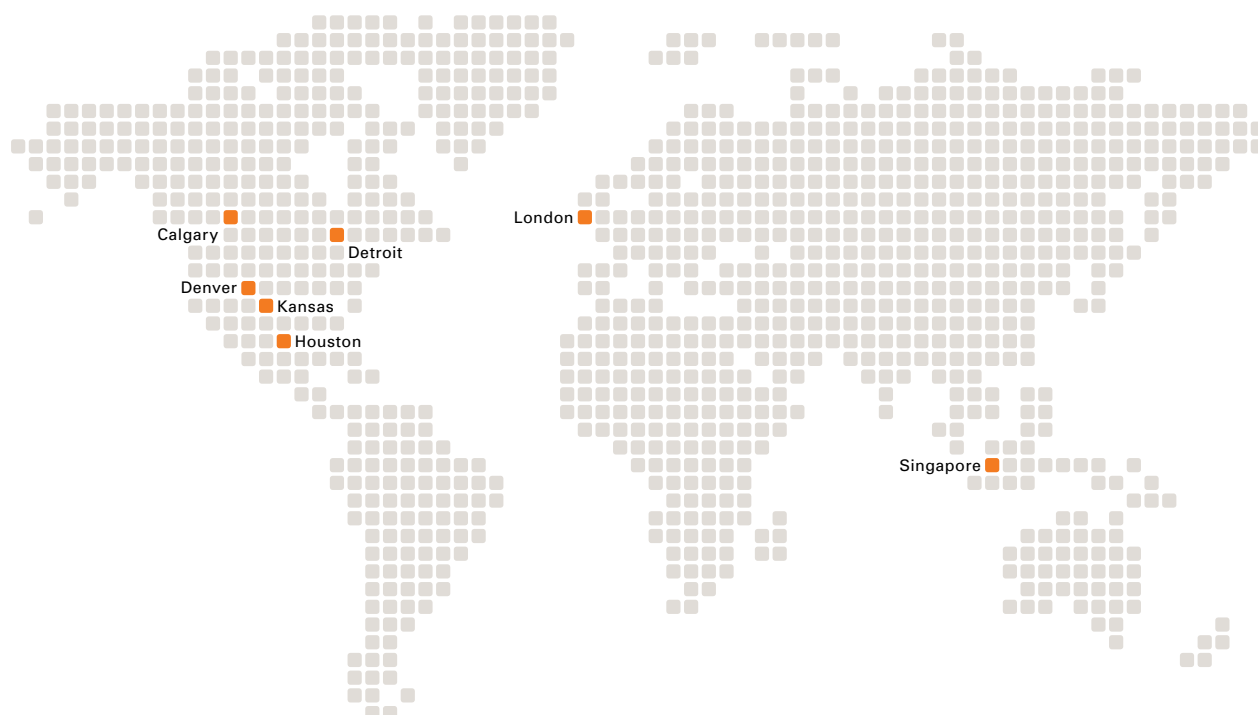 London
Calgary
Detroit
Denver
Kansas
Houston
Singapore